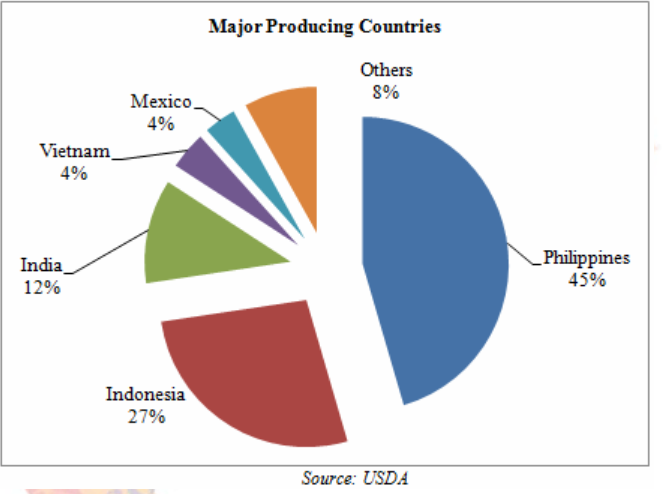 Major Producing Countries
Others
8%
Mexico
4%
Vietnam
4%
Philippines
45%
India
12%
Indonesia
27%
Source: USDA